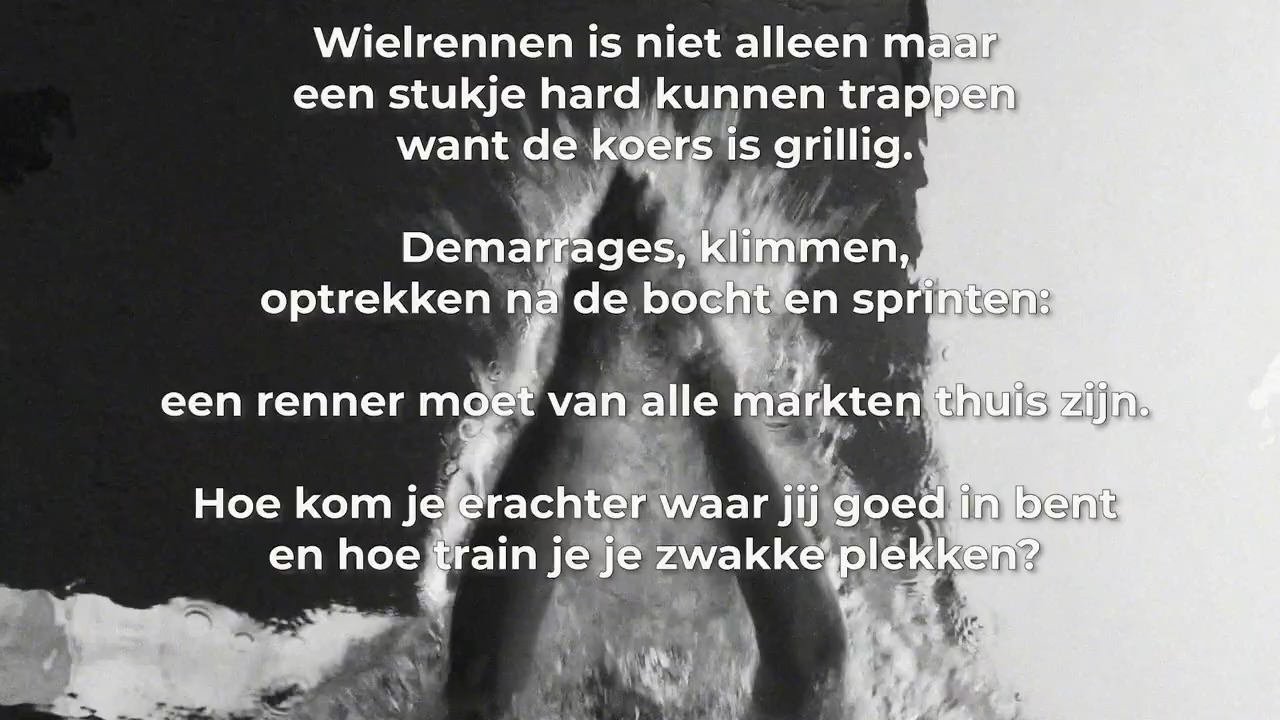 Wielrennen is niet alleen maar
een stukje hard kunnen trappen
want de koers is grillig.
Demarrages, klimmen,
optrekken na de bocht en sprinten:
een renner moet van alle markten thuis zijn.
Hoe kom je erachter waar jij goed in bent
en hoe train je je zwakke plekken?